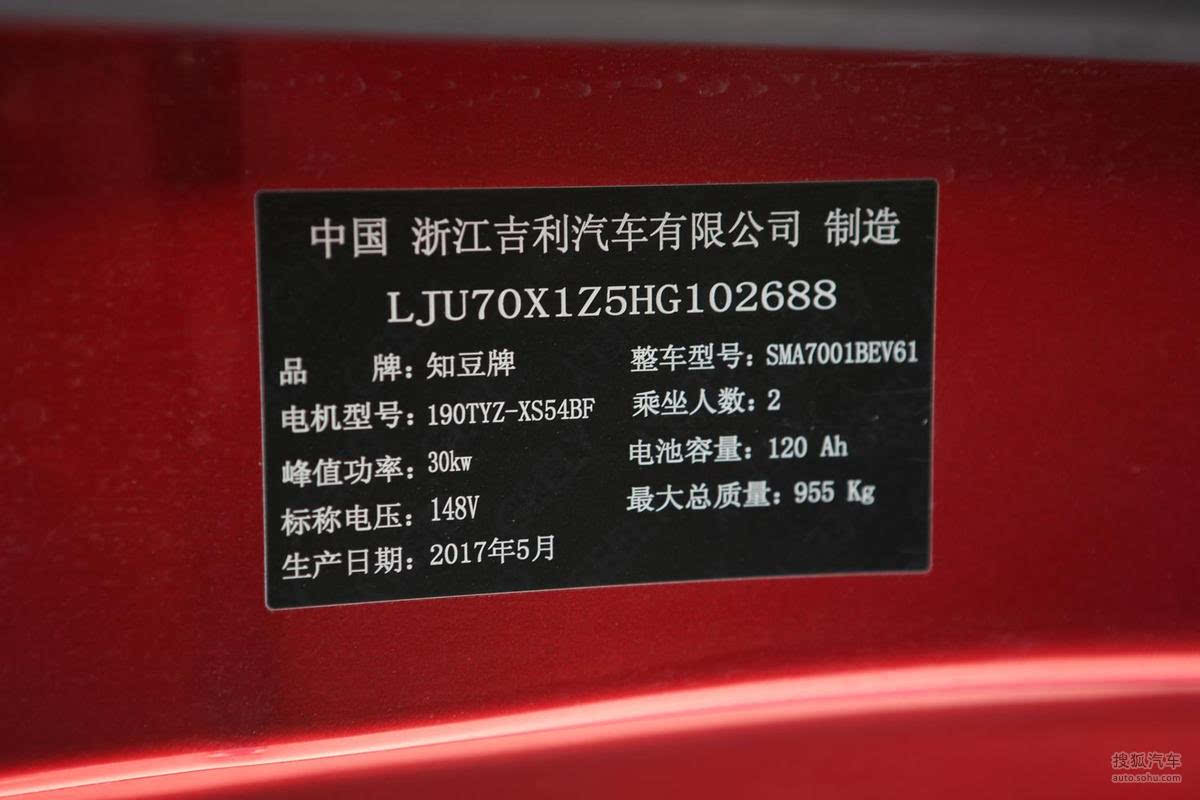 中国 浙江吉利汽车有限公司 制造
LJU70X1Z5HG102688
品 牌：知豆牌 整车型号：SMA7001BEV61
电机型号：190TYZ-XS54BF 乘坐人数：2
峰值功率：30kw 电池容量：120 Ah
标称电压：148V 最大总质量：955 Kg
生产日期：2017年5月
搜狐汽车
auto.sohu.com